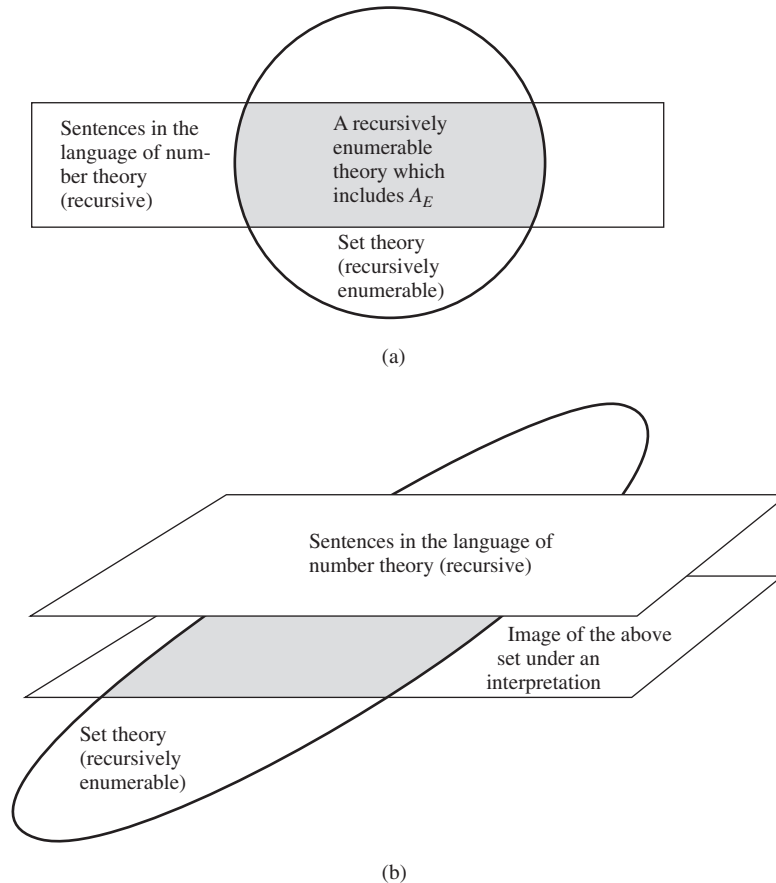 Sentences in the
language of num-
ber theory
(recursive)
A recursively
enumerable
theory which
includes A_E
Set theory
(recursively
enumerable)
(a)
Sentences in the language of
number theory (recursive)
Image of the above
set under an
interpretation
Set theory
(recursively
enumerable)
(b)